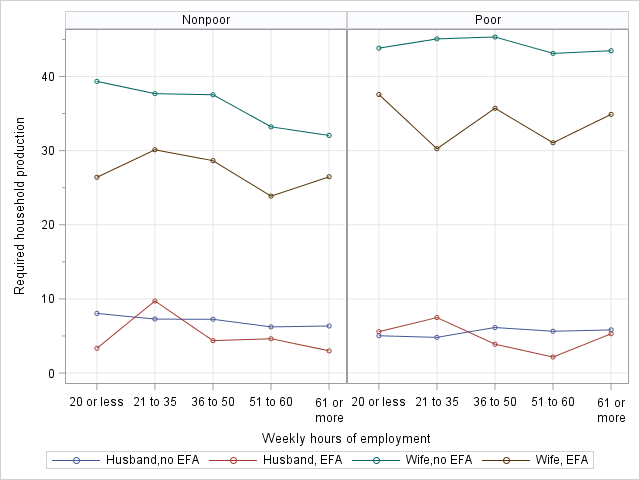 Nonpoor
Poor
Required household production
40
30
20
10
0
20 or less
21 to 35
36 to 50
51 to 60
61 or
more
20 or less
21 to 35
36 to 50
51 to 60
61 or
more
Weekly hours of employment
Husband,no EFA
Husband, EFA
Wife,no EFA
Wife, EFA